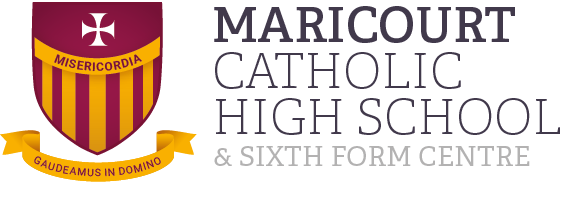 MISERICORDIA
GAUDEAMUS IN DOMINO
MARICOURT
CATHOLIC
HIGH SCHOOL
& SIXTH FORM CENTRE